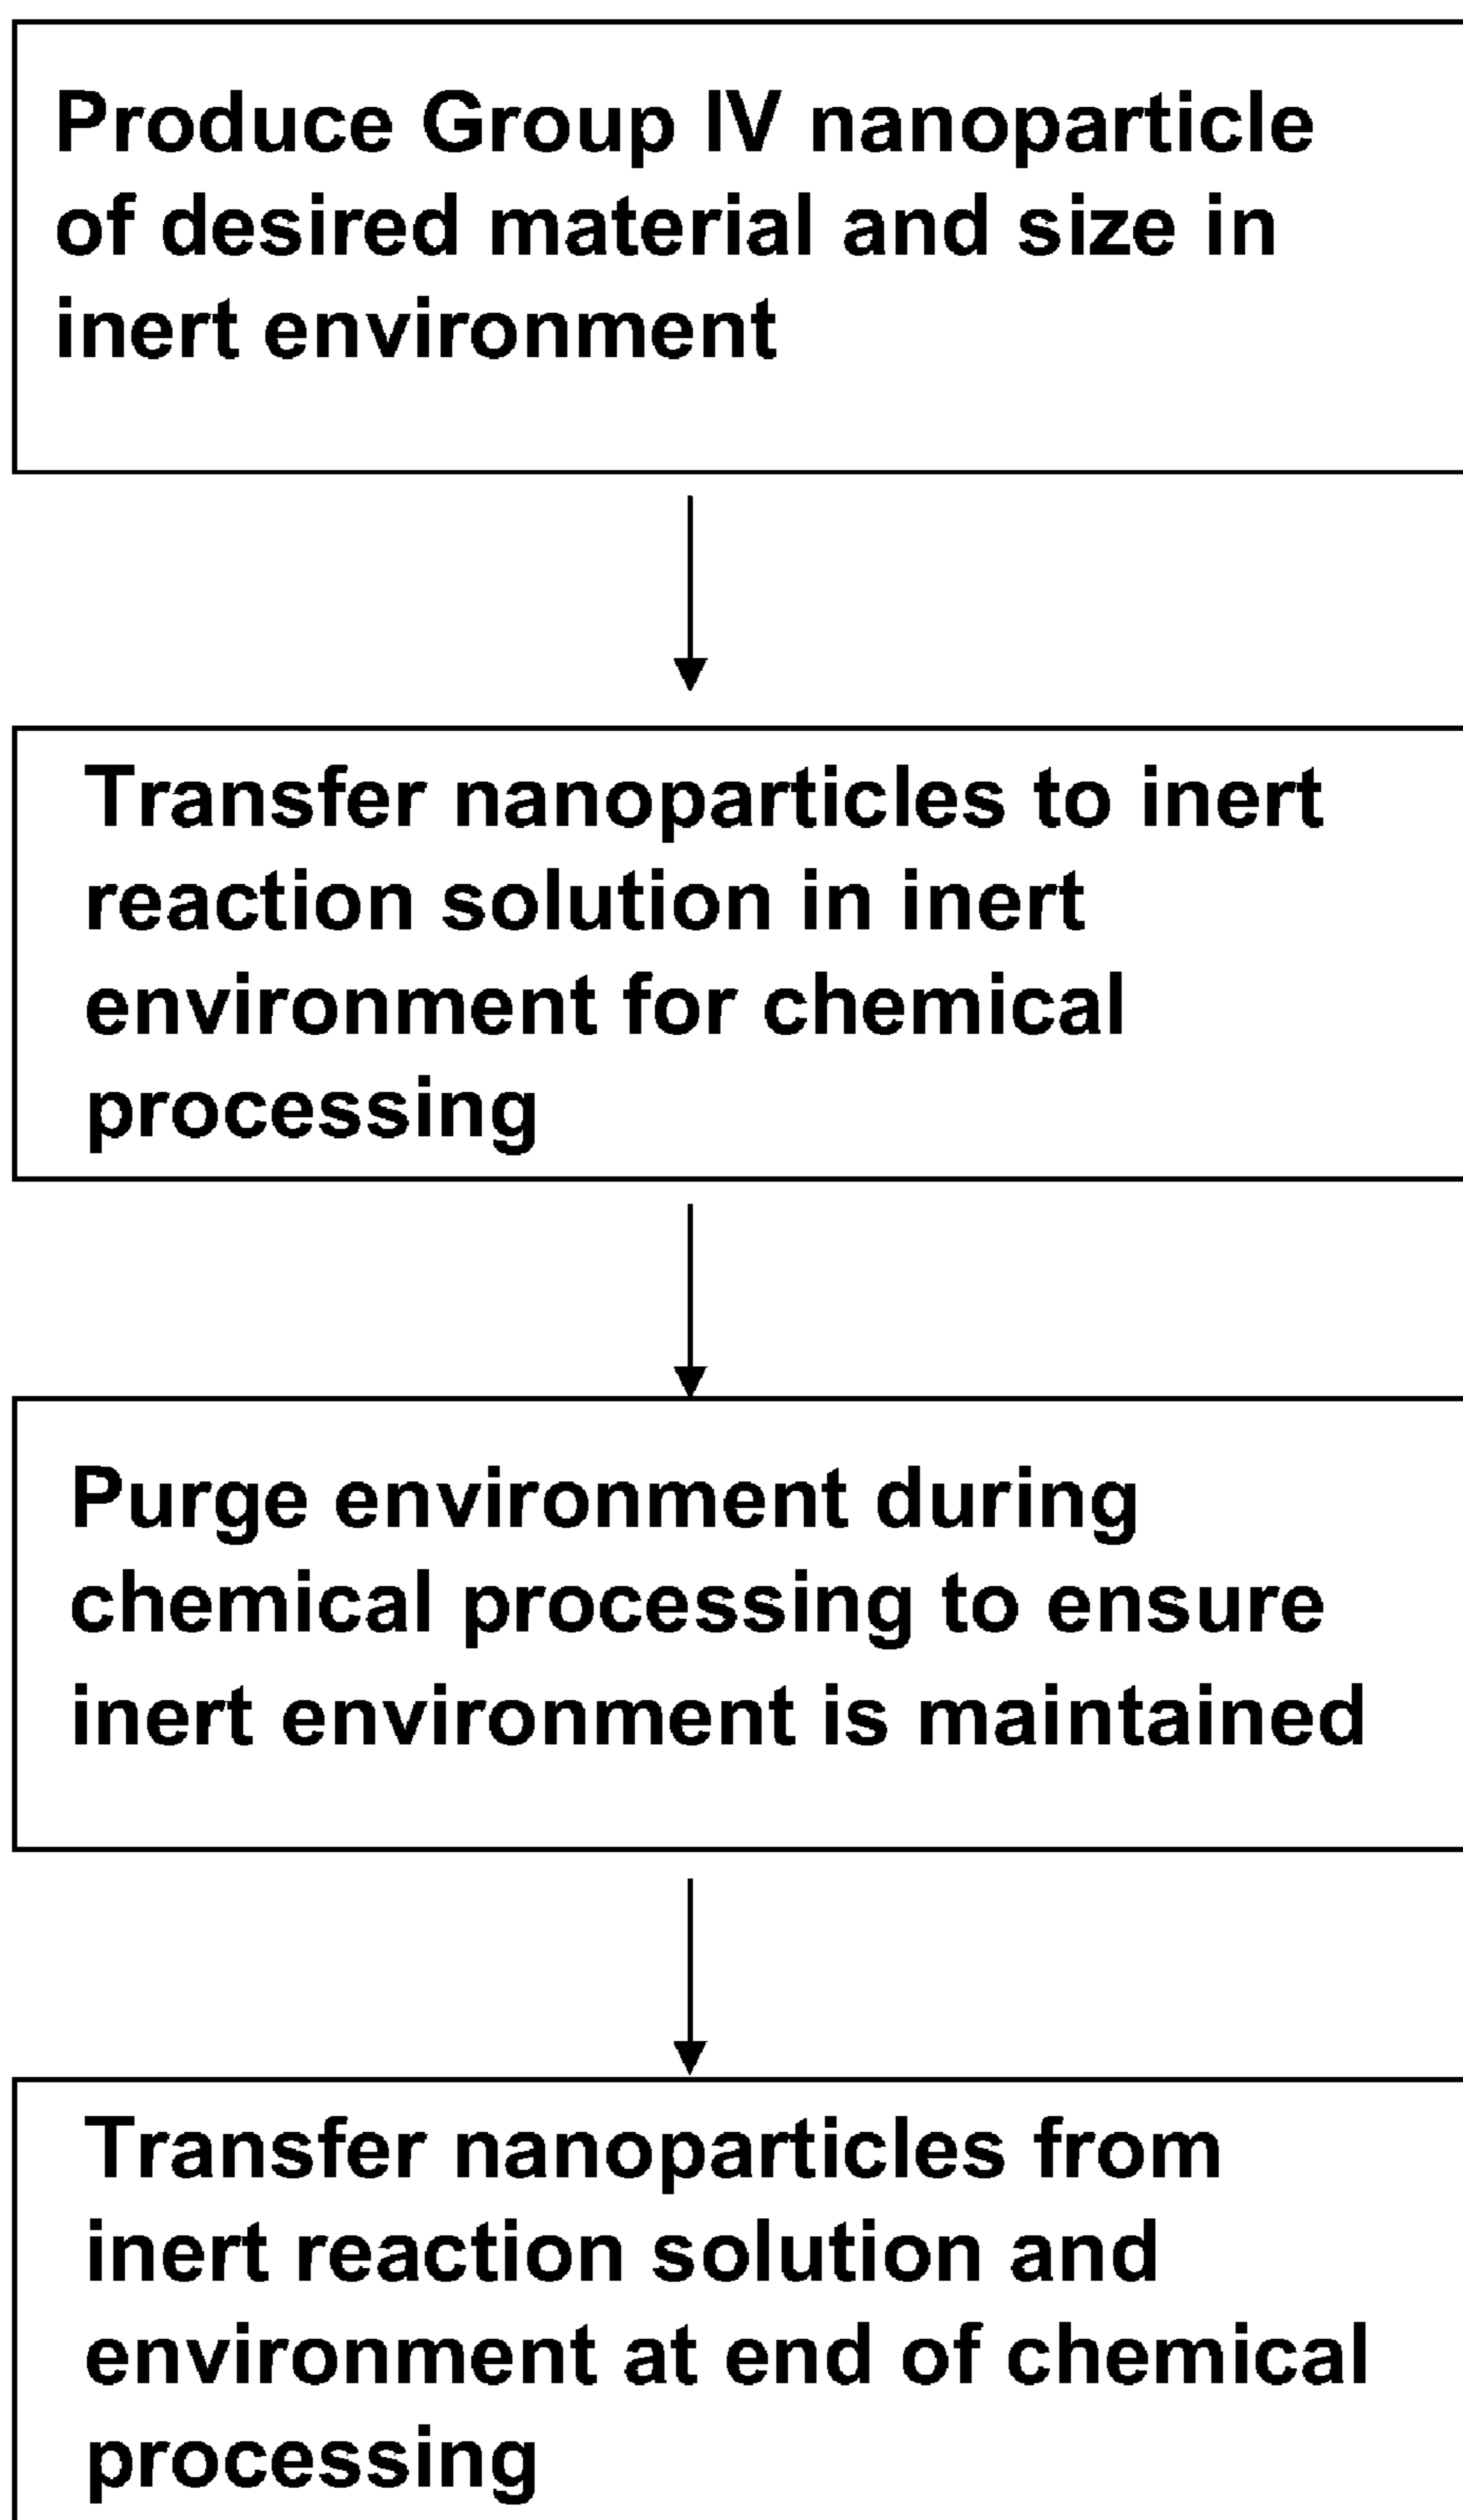 Produce Group IV nanoparticle
of desired material and size in
inert environment
Transfer nanoparticles to inert
reaction solution in inert
environment for chemical
processing
Purge environment during
chemical processing to ensure
inert environment is maintained
Transfer nanoparticles from
inert reaction solution and
environment at end of chemical
processing